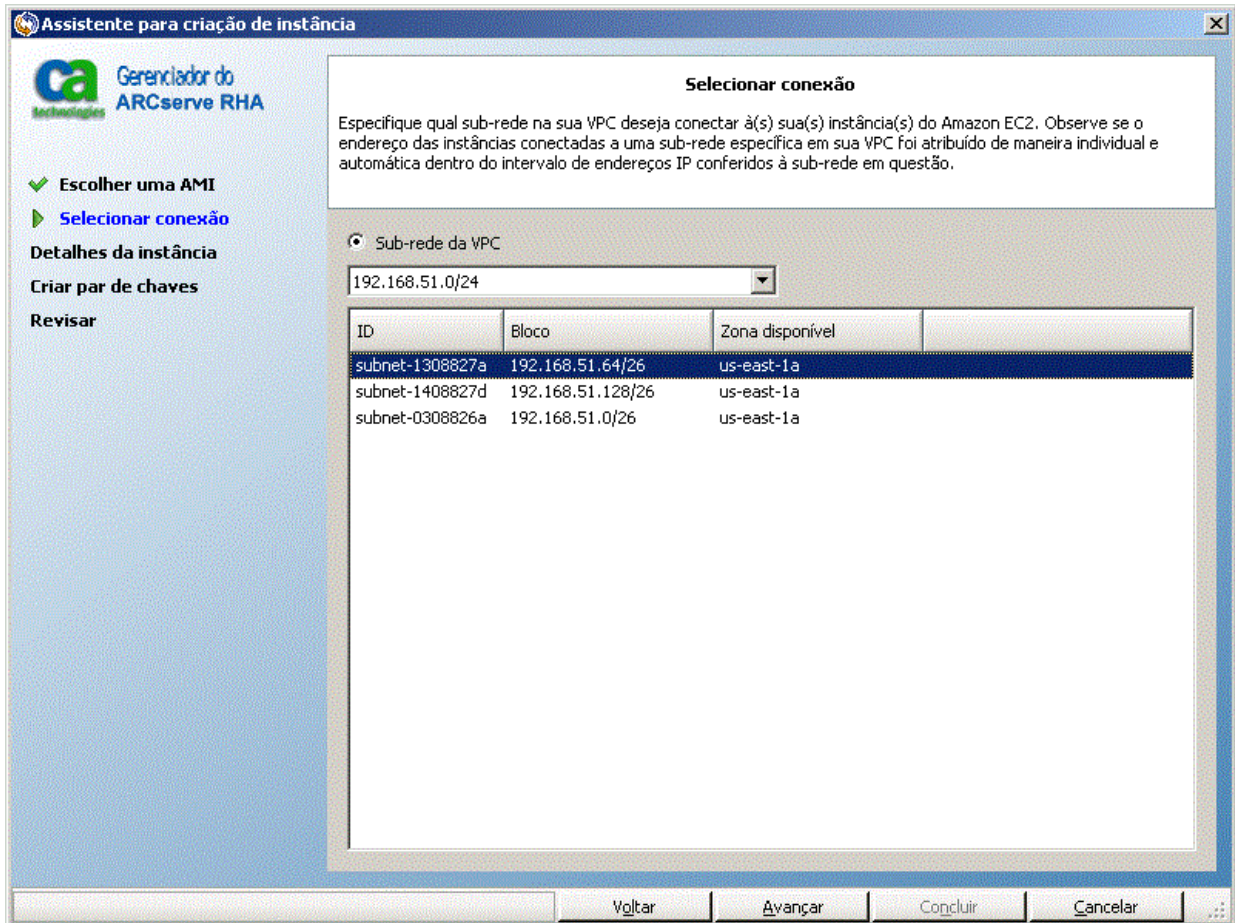 Assistente para criação de instância
ca
technologies
Gerenciador do
ARCserve RHA
Escolher uma AMI
Selecionar conexão
Detalhes da instância
Criar par de chaves
Revisar
Selecionar conexão
Especifique qual sub-rede na sua VPC deseja conectar à(s) sua(s) instância(s) do Amazon EC2. Observe se o
endereço das instâncias conectadas a uma sub-rede específica em sua VPC foi atribuído de maneira individual e
automática dentro do intervalo de endereços IP conferidos à sub-rede em questão.
Sub-rede da VPC
192.168.51.0/24
ID Bloco Zona disponível
subnet-1308827a 192.168.51.64/26 us-east-1a
subnet-1408827d 192.168.51.128/26 us-east-1a
subnet-0308826a 192.168.51.0/26 us-east-1a
Voltar Avançar Concluir Cancelar